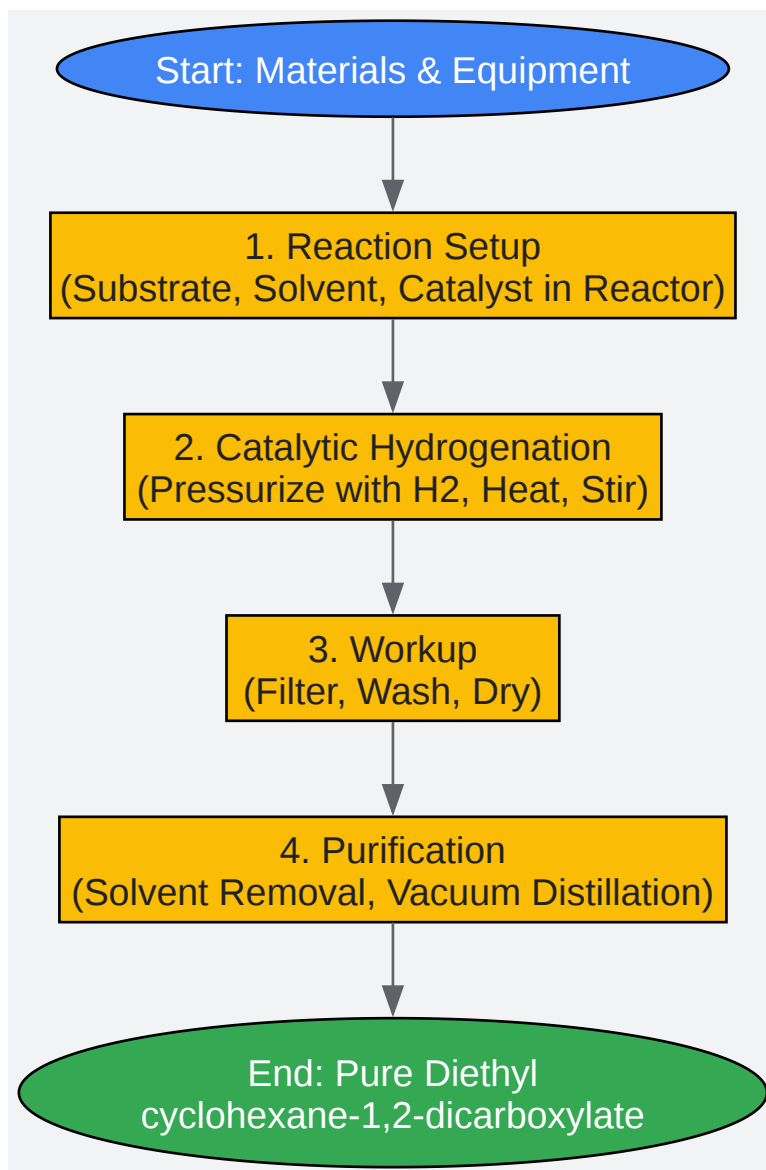 Start: Materials & Equipment
1. Reaction Setup
(Substrate, Solvent, Catalyst in Reactor)
2. Catalytic Hydrogenation
(Pressurize with H2, Heat, Stir)
3. Workup
(Filter, Wash, Dry)
4. Purification
(Solvent Removal, Vacuum Distillation)
End: Pure Diethyl
cyclohexane-1,2-dicarboxylate